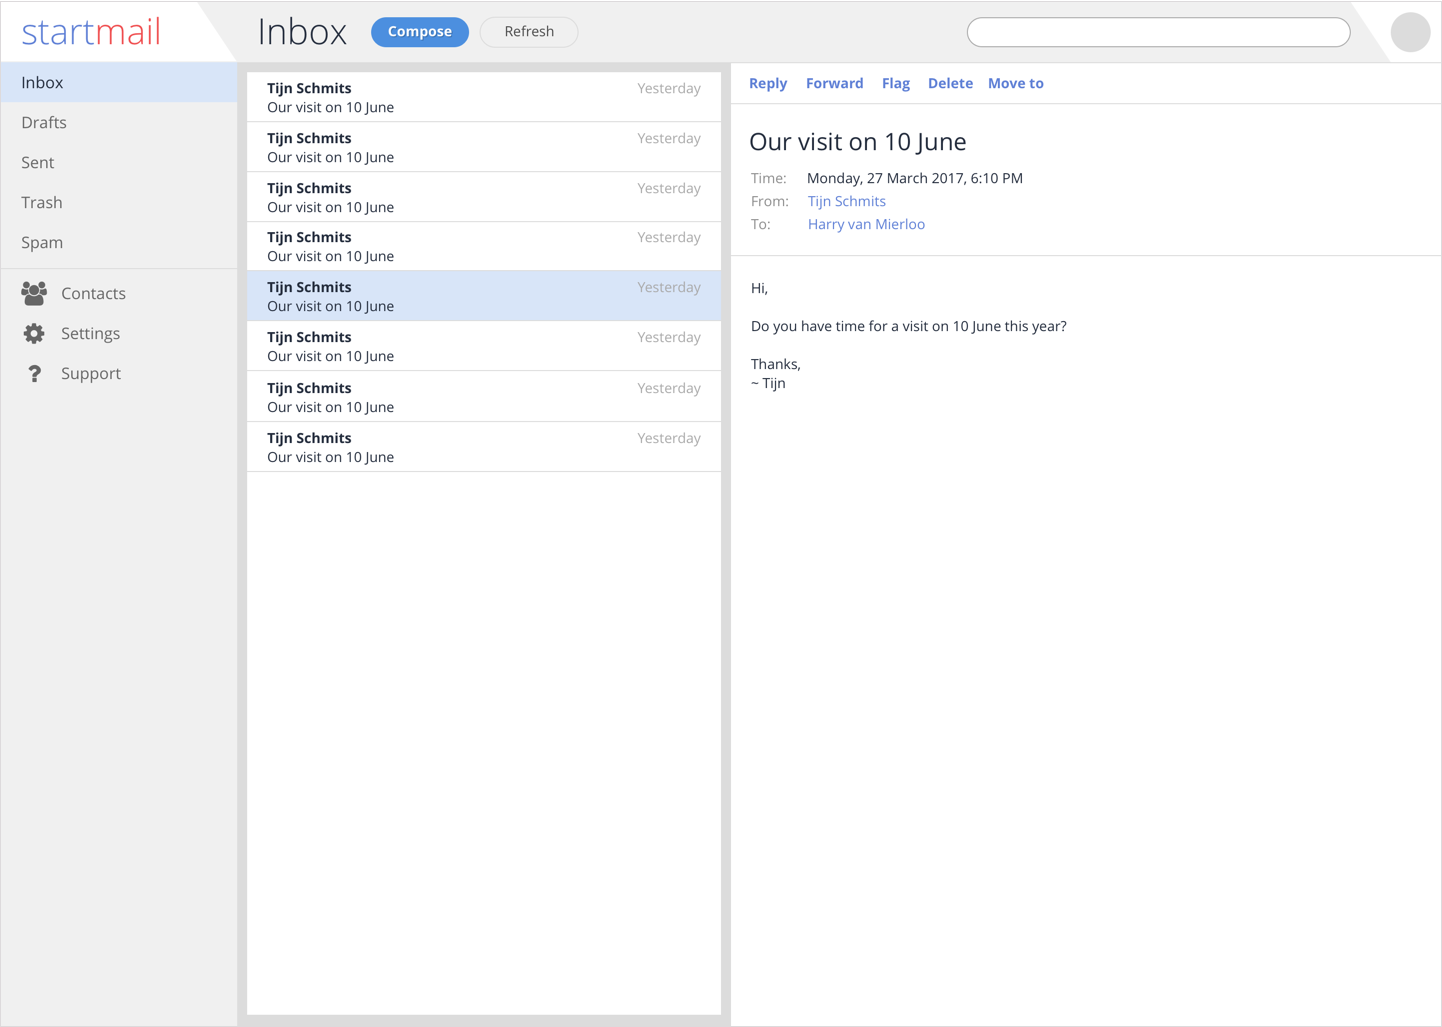 startmail
Inbox
Compose
Refresh
Inbox
Drafts
Sent
Trash
Spam
Contacts
Settings
Support
Tijn Schmits Yesterday
Our visit on 10 June
Tijn Schmits Yesterday
Our visit on 10 June
Tijn Schmits Yesterday
Our visit on 10 June
Tijn Schmits Yesterday
Our visit on 10 June
Tijn Schmits Yesterday
Our visit on 10 June
Tijn Schmits Yesterday
Our visit on 10 June
Tijn Schmits Yesterday
Our visit on 10 June
Tijn Schmits Yesterday
Our visit on 10 June
Reply Forward Flag Delete Move to
Our visit on 10 June
Time: Monday, 27 March 2017, 6:10 PM
From: Tijn Schmits
To: Harry van Mierloo
Hi,
Do you have time for a visit on 10 June this year?
Thanks,
~ Tijn